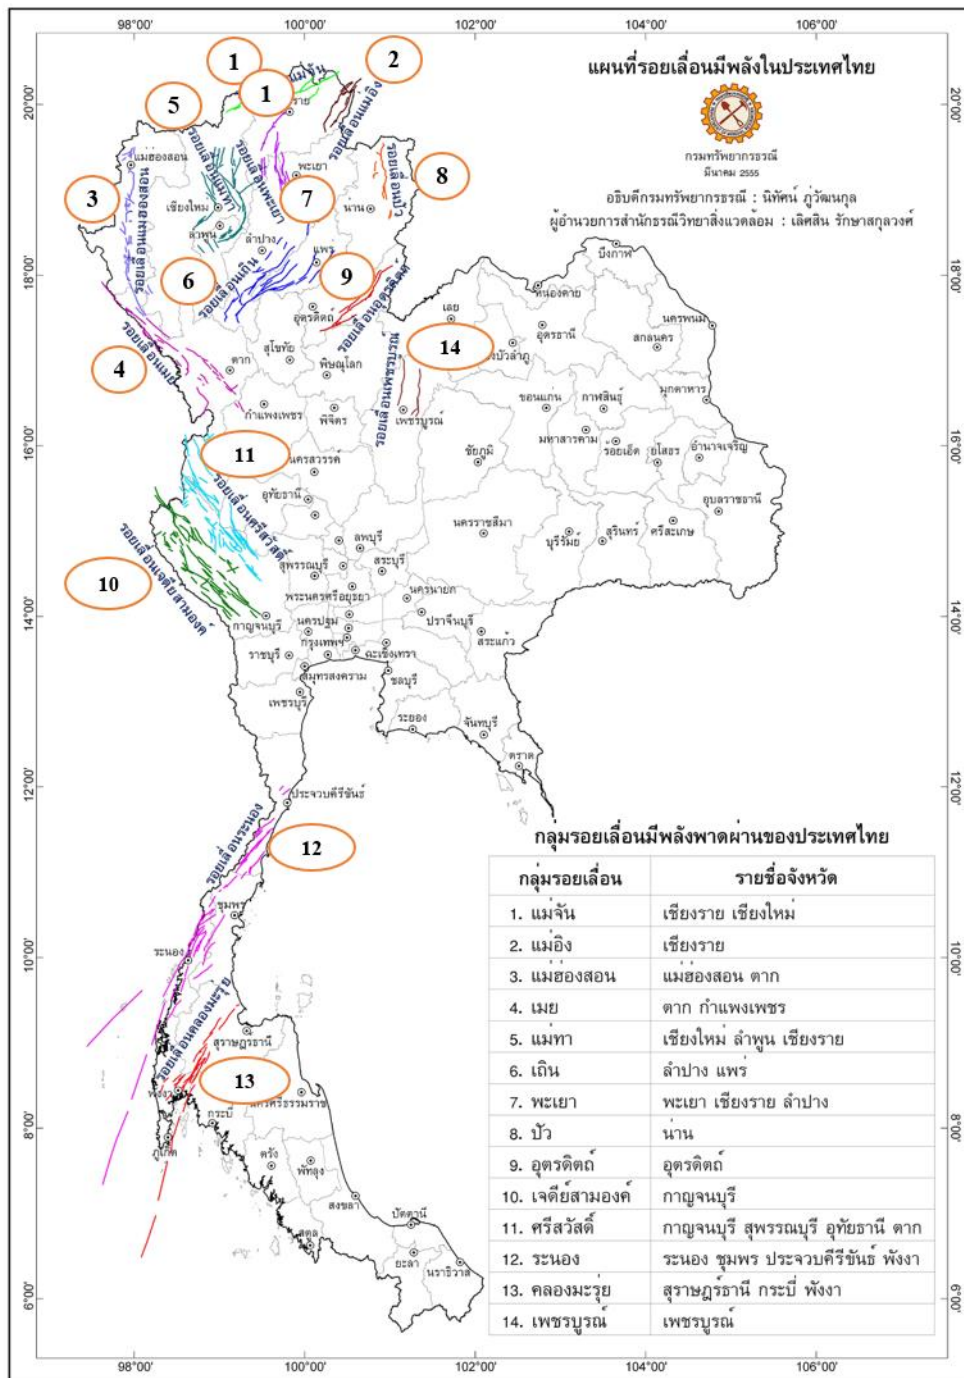 98°00'
100°00'
102°00'
104°00'
106°00'
แผนที่รอยเลื่อนมีพลังในประเทศไทย
กรมทรัพยากรธรณี
มีนาคม 2555
อธิบดีกรมทรัพยากรธรณี : นิทัศน์ ภู่วัฒนกุล
ผู้อำนวยการสำนักธรณีวิทยาสิ่งแวดล้อม : เลิศสิน รักษาสกุลวงศ์
20°00'
18°00'
16°00'
14°00'
12°00'
10°00'
8°00'
6°00'
20°00'
18°00'
16°00'
14°00'
12°00'
10°00'
8°00'
6°00'
1
2
5
1
3
7
8
6
9
4
14
11
10
12
13
แม่จัน
ราย
รอยเลื่อนแม่อิง
รอยเลื่อนแม่ทา
รอยเลื่อนพะเยา
รอยเลื่อนปัว
รอยเลื่อนแม่ฮ่องสอน
รอยเลื่อนเถิน
รอยเลื่อนอุตรดิตถ์
รอยเลื่อนเมย
รอยเลื่อนเพชรบูรณ์
รอยเลื่อนศรีสวัสดิ์
รอยเลื่อนเจดีย์สามองค์
รอยเลื่อนระนอง
รอยเลื่อนคลองมะรุ่ย
แม่ฮ่องสอน
พะเยา
เชียงใหม่
น่าน
ลำพูน
ลำปาง
แพร่
อุตรดิตถ์
บึงกาฬ
หนองคาย
เลย
อุดรธานี
นครพนม
สกลนคร
บัวลำภู
ตาก
สุโขทัย
พิษณุโลก
กำแพงเพชร
พิจิตร
เพชรบูรณ์
ขอนแก่น
กาฬสินธุ์
มุกดาหาร
มหาสารคาม
ร้อยเอ็ด
ยโสธร
อำนาจเจริญ
นครสวรรค์
ชัยภูมิ
อุทัยธานี
อุบลราชธานี
นครราชสีมา
บุรีรัมย์
สุรินทร์
ศรีสะเกษ
ลพบุรี
สุพรรณบุรี
สระบุรี
พระนครศรีอยุธยา
นครนายก
ปราจีนบุรี
กาญจนบุรี
นครปฐม
กรุงเทพฯ
ฉะเชิงเทรา
สระแก้ว
ราชบุรี
สมุทรสงคราม
ชลบุรี
เพชรบุรี
ระยอง
จันทบุรี
ตราด
ประจวบคีรีขันธ์
ชุมพร
ระนอง
สุราษฎร์ธานี
พังงา
นครศรีธรรมราช
กระบี่
ภูเก็ต
ตรัง
พัทลุง
สงขลา
ปัตตานี
สตูล
ยะลา
นราธิวาส
กลุ่มรอยเลื่อนมีพลังพาดผ่านของประเทศไทย
กลุ่มรอยเลื่อน รายชื่อจังหวัด
1. แม่จัน เชียงราย เชียงใหม่
2. แม่อิง เชียงราย
3. แม่ฮ่องสอน แม่ฮ่องสอน ตาก
4. เมย ตาก กำแพงเพชร
5. แม่ทา เชียงใหม่ ลำพูน เชียงราย
6. เถิน ลำปาง แพร่
7. พะเยา พะเยา เชียงราย ลำปาง
8. ปัว น่าน
9. อุตรดิตถ์ อุตรดิตถ์
10. เจดีย์สามองค์ กาญจนบุรี
11. ศรีสวัสดิ์ กาญจนบุรี สุพรรณบุรี อุทัยธานี ตาก
12. ระนอง ระนอง ชุมพร ประจวบคีรีขันธ์ พังงา
13. คลองมะรุ่ย สุราษฎร์ธานี กระบี่ พังงา
14. เพชรบูรณ์ เพชรบูรณ์
98°00'
100°00'
102°00'
104°00'
106°00'